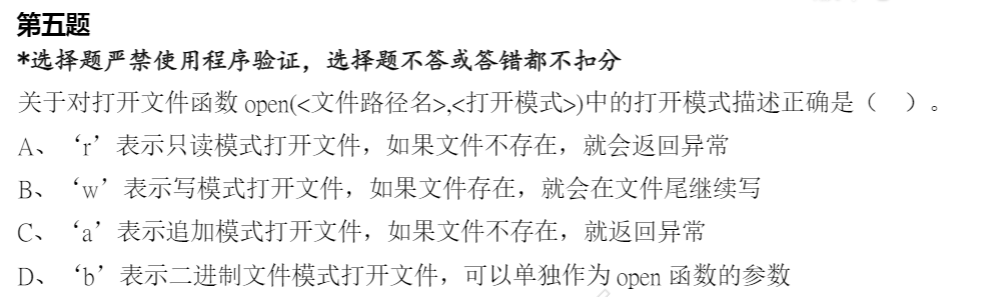 第五题
*选择题严禁使用程序验证，选择题不答或答错都不扣分
关于对打开文件函数 open(<文件路径名>,<打开模式>)中的打开模式描述正确是（ ）。
A、‘r’表示只读模式打开文件，如果文件不存在，就会返回异常
B、‘w’表示写模式打开文件，如果文件存在，就会在文件尾继续写
C、‘a’表示追加模式打开文件，如果文件不存在，就返回异常
D、‘b’表示二进制文件模式打开文件，可以单独作为 open 函数的参数